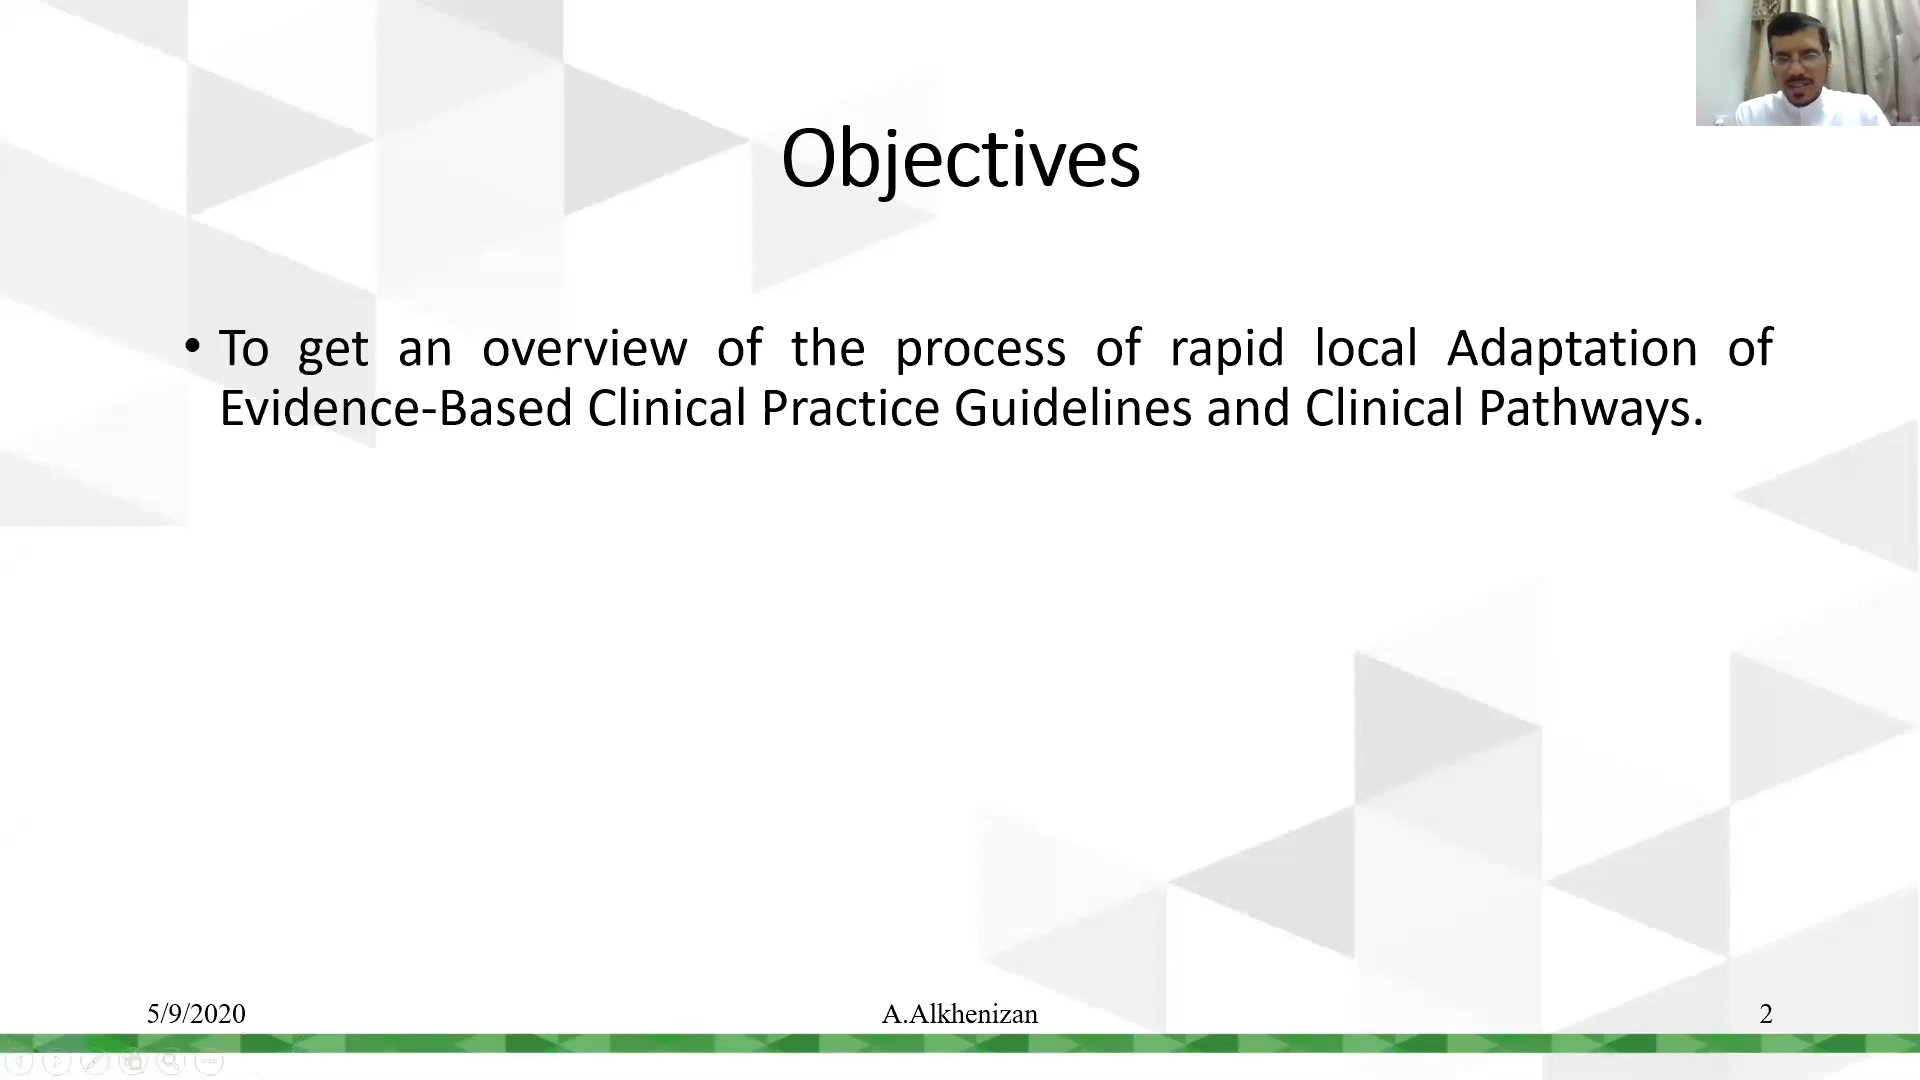 Objectives
• To get an overview of the process of rapid local Adaptation of
Evidence-Based Clinical Practice Guidelines and Clinical Pathways.
5/9/2020
A.Alkhenizan
2